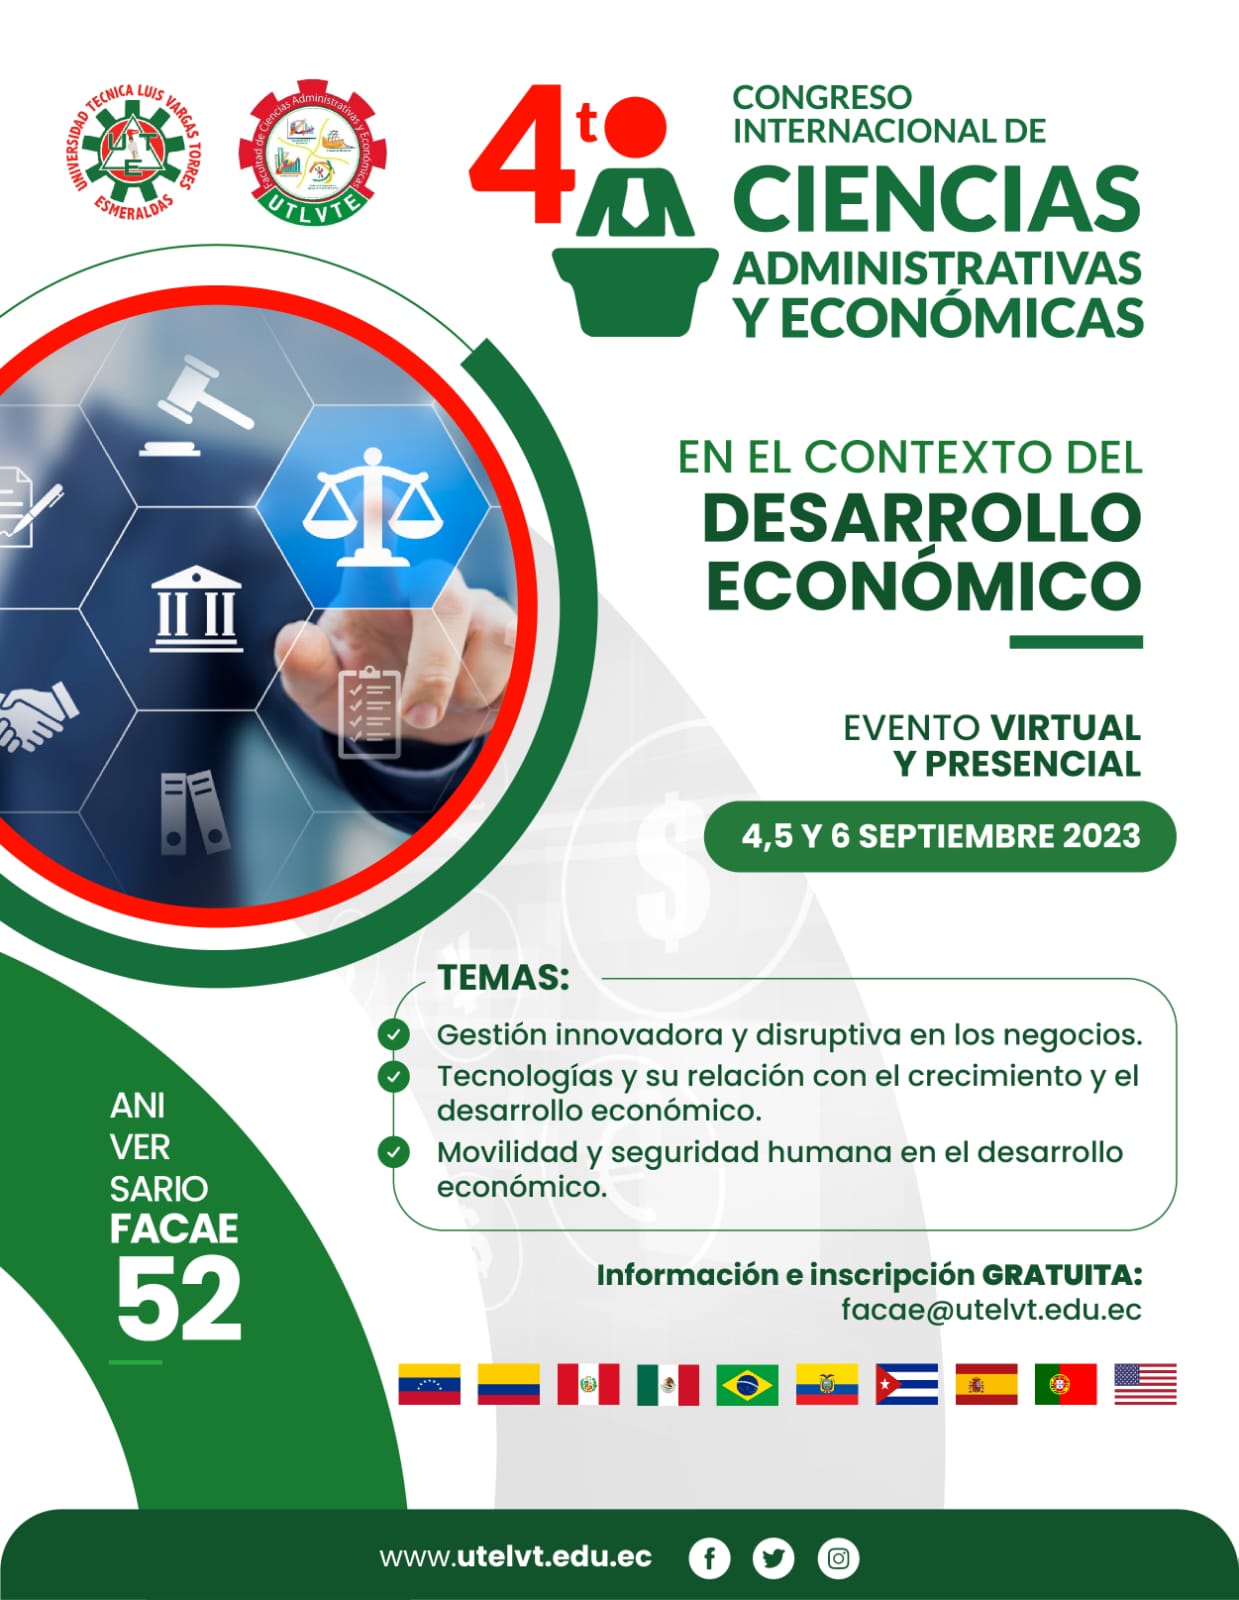 UNIVERSIDAD TECNICA LUIS VARGAS TORRES
ESMERALDAS
UTE
Facultad de Ciencias Administrativas y Económicas
UTLVTE
4to
CONGRESO
INTERNACIONAL DE
CIENCIAS
ADMINISTRATIVAS
Y ECONÓMICAS
EN EL CONTEXTO DEL
DESARROLLO
ECONÓMICO
EVENTO VIRTUAL
Y PRESENCIAL
4,5 Y 6 SEPTIEMBRE 2023
TEMAS:
Gestión innovadora y disruptiva en los negocios.
Tecnologías y su relación con el crecimiento y el
desarrollo económico.
Movilidad y seguridad humana en el desarrollo
económico.
ANI
VER
SARIO
FACAE
52
Información e inscripción GRATUITA:
facae@utelvt.edu.ec
www.utelvt.edu.ec